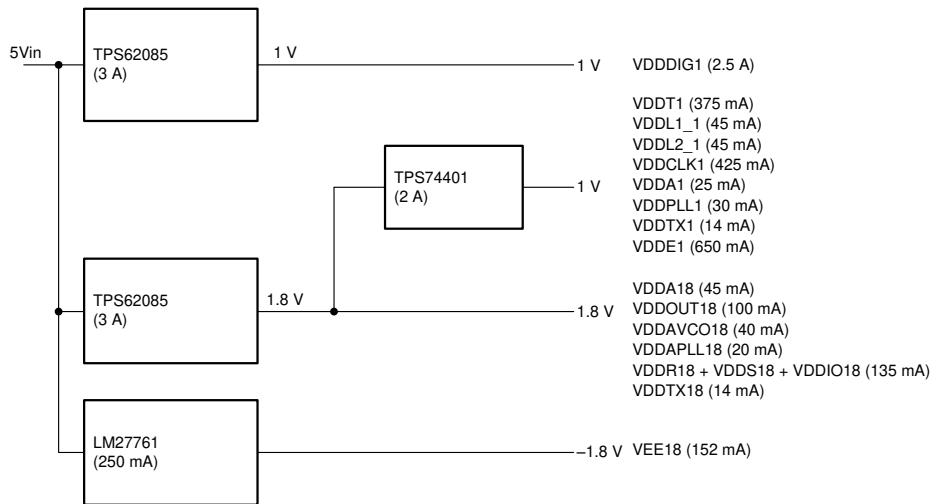 5Vin
TPS62085
(3 A)
1 V
1 V
VDDDIG1 (2.5 A)
TPS74401
(2 A)
1 V
VDDT1 (375 mA)
VDDL1_1 (45 mA)
VDDL2_1 (45 mA)
VDDCLK1 (425 mA)
VDDA1 (25 mA)
VDDPLL1 (30 mA)
VDDTX1 (14 mA)
VDDE1 (650 mA)
TPS62085
(3 A)
1.8 V
1.8 V
VDDA18 (45 mA)
VDDOUT18 (100 mA)
VDDAVCO18 (40 mA)
VDDAPLL18 (20 mA)
VDDR18 + VDDS18 + VDDIO18 (135 mA)
VDDTX18 (14 mA)
LM27761
(250 mA)
–1.8 V
VEE18 (152 mA)